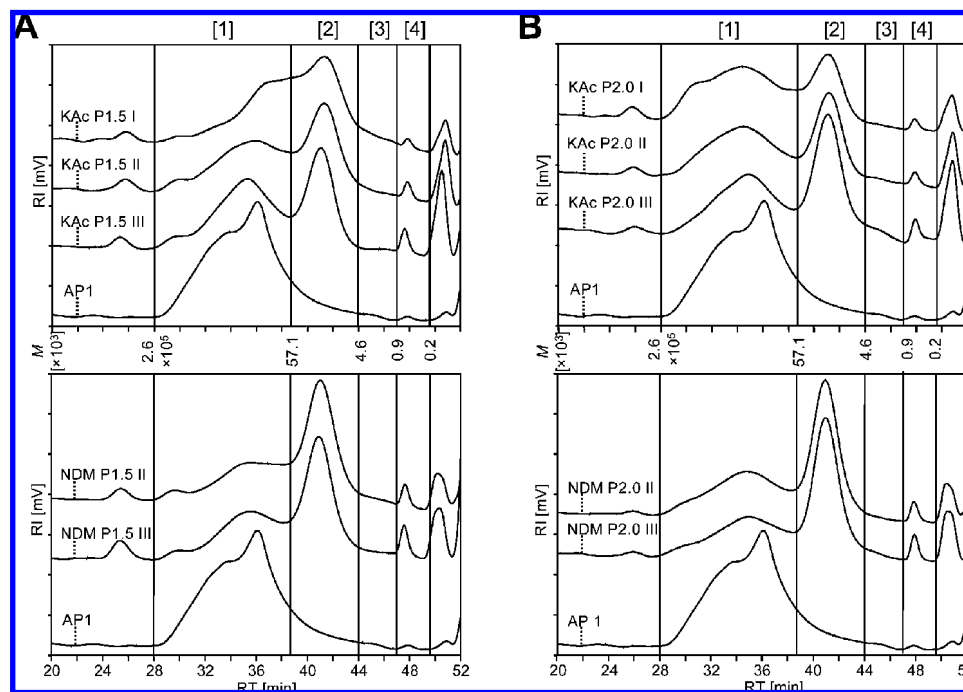 A
[1] [2] [3] [4]
KAc P1.5 I
KAc P1.5 II
KAc P1.5 III
AP1
RI [mV]
M [×10³]
2.6 ×10⁵
57.1
4.6
0.9
0.2
NDM P1.5 II
NDM P1.5 III
AP1
RI [mV]
20 24 28 32 36 40 44 48 52
RT [min]
B
[1] [2] [3] [4]
KAc P2.0 I
KAc P2.0 II
KAc P2.0 III
AP1
RI [mV]
M [×10³]
2.6 ×10⁵
57.1
4.6
0.9
0.2
NDM P2.0 II
NDM P2.0 III
AP 1
RI [mV]
20 24 28 32 36 40 44 48
RT [min]